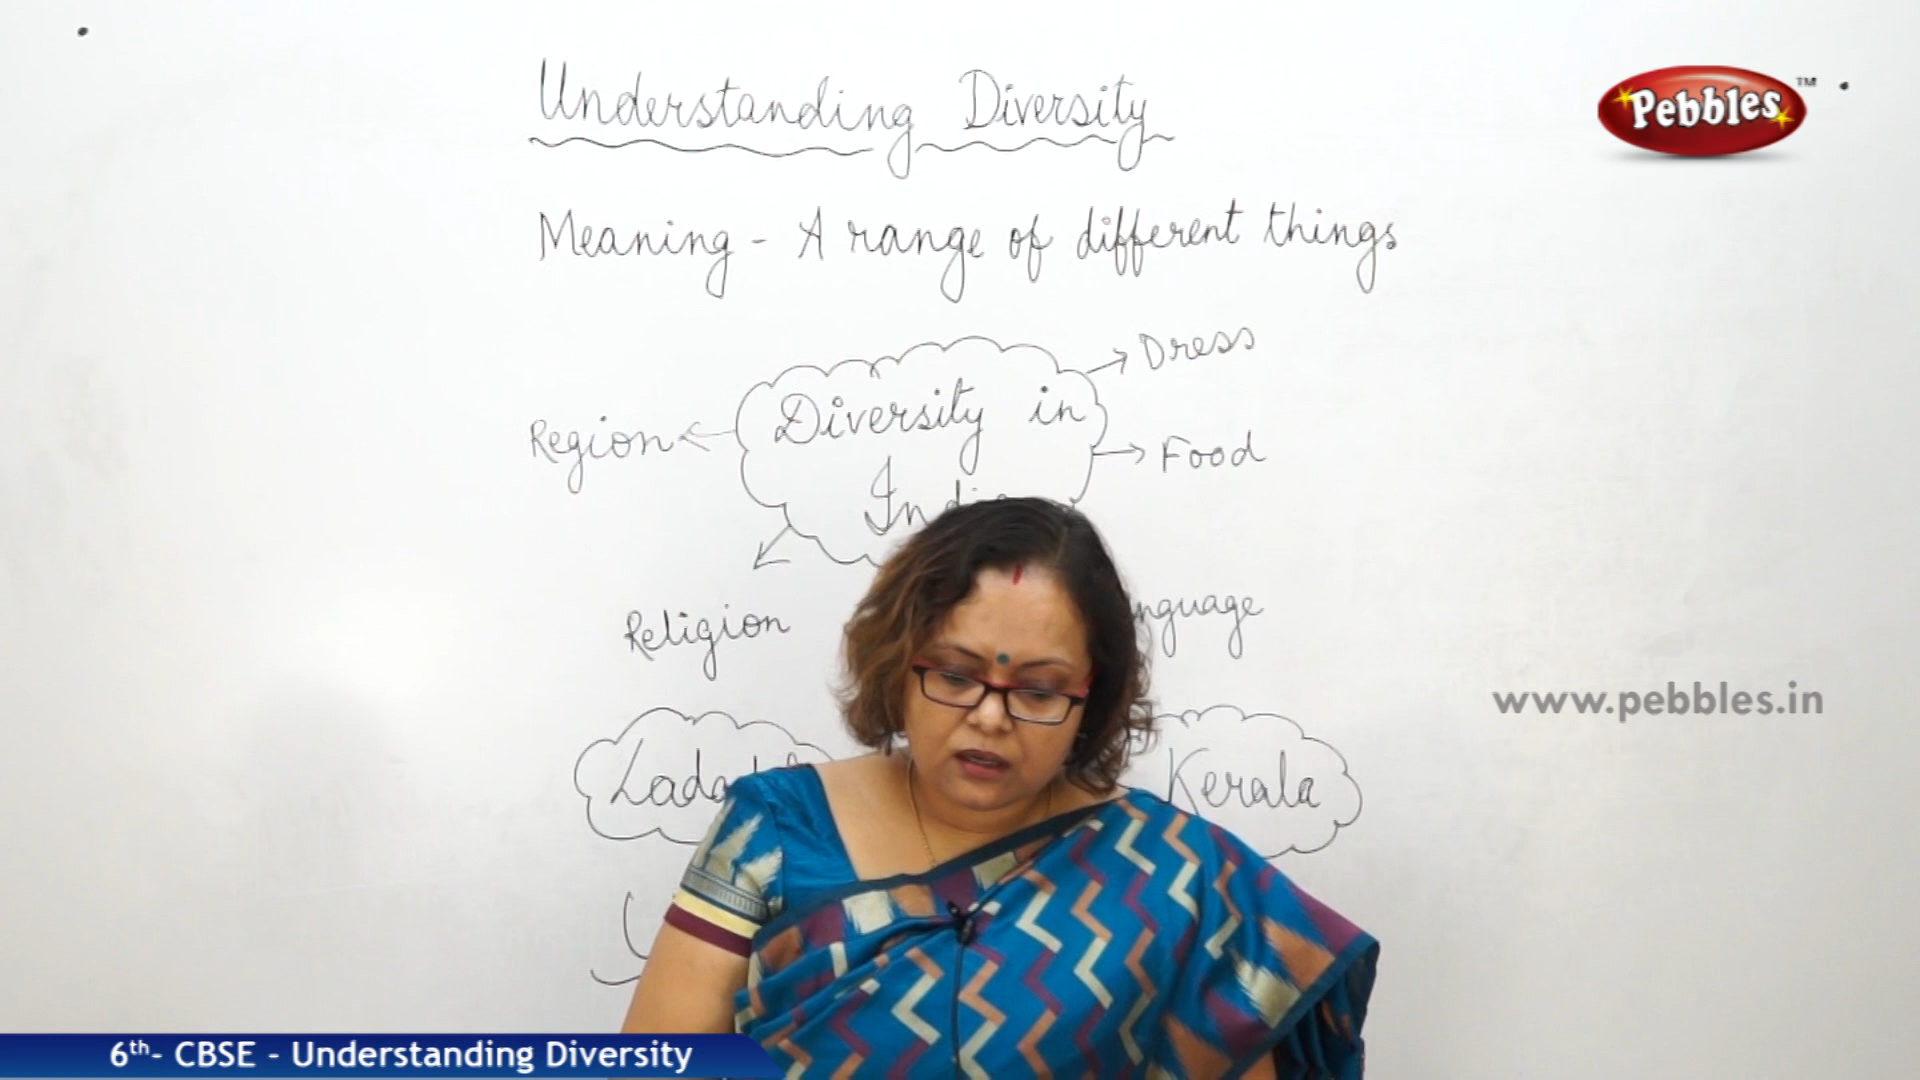 Understanding Diversity
Pebbles™
Meaning - A range of different things
Dress
Region
Diversity in
Food
Religion
www.pebbles.in
Kerala
6th- CBSE - Understanding Diversity